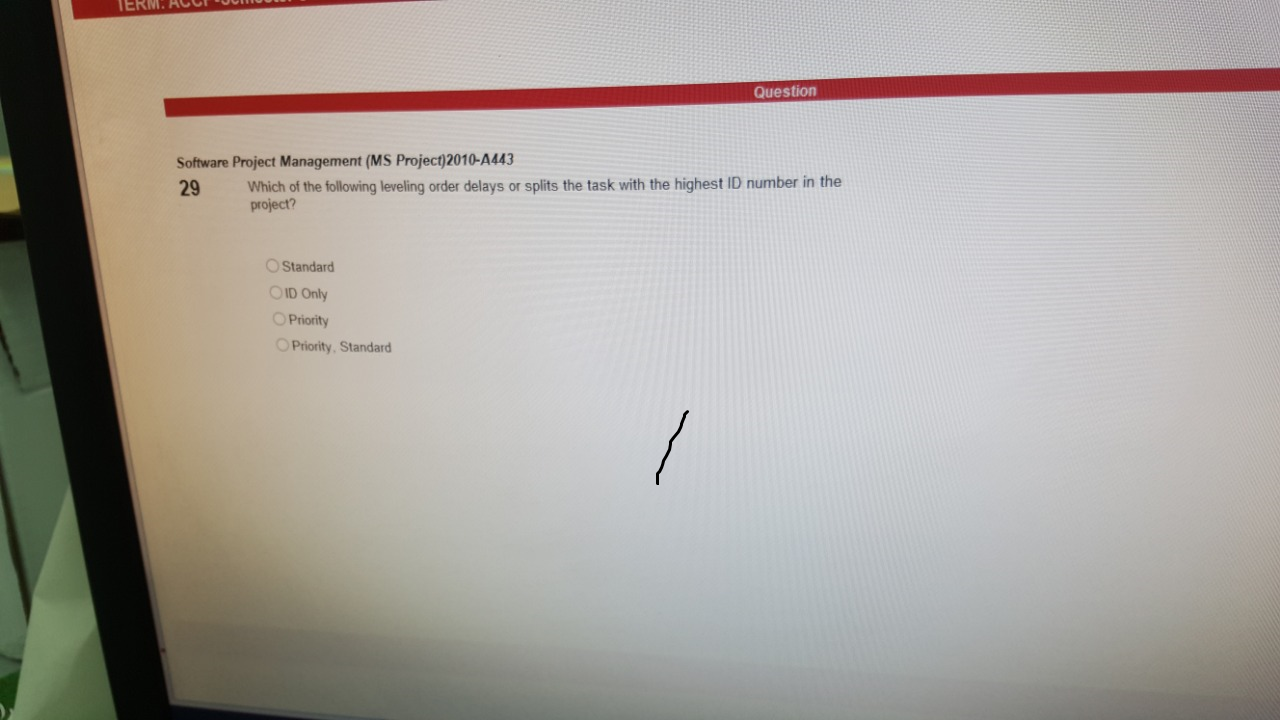 TERM: ACCP
Question
Software Project Management (MS Project)2010-A443
29 Which of the following leveling order delays or splits the task with the highest ID number in the
project?
Standard
ID Only
Priority
Priority, Standard